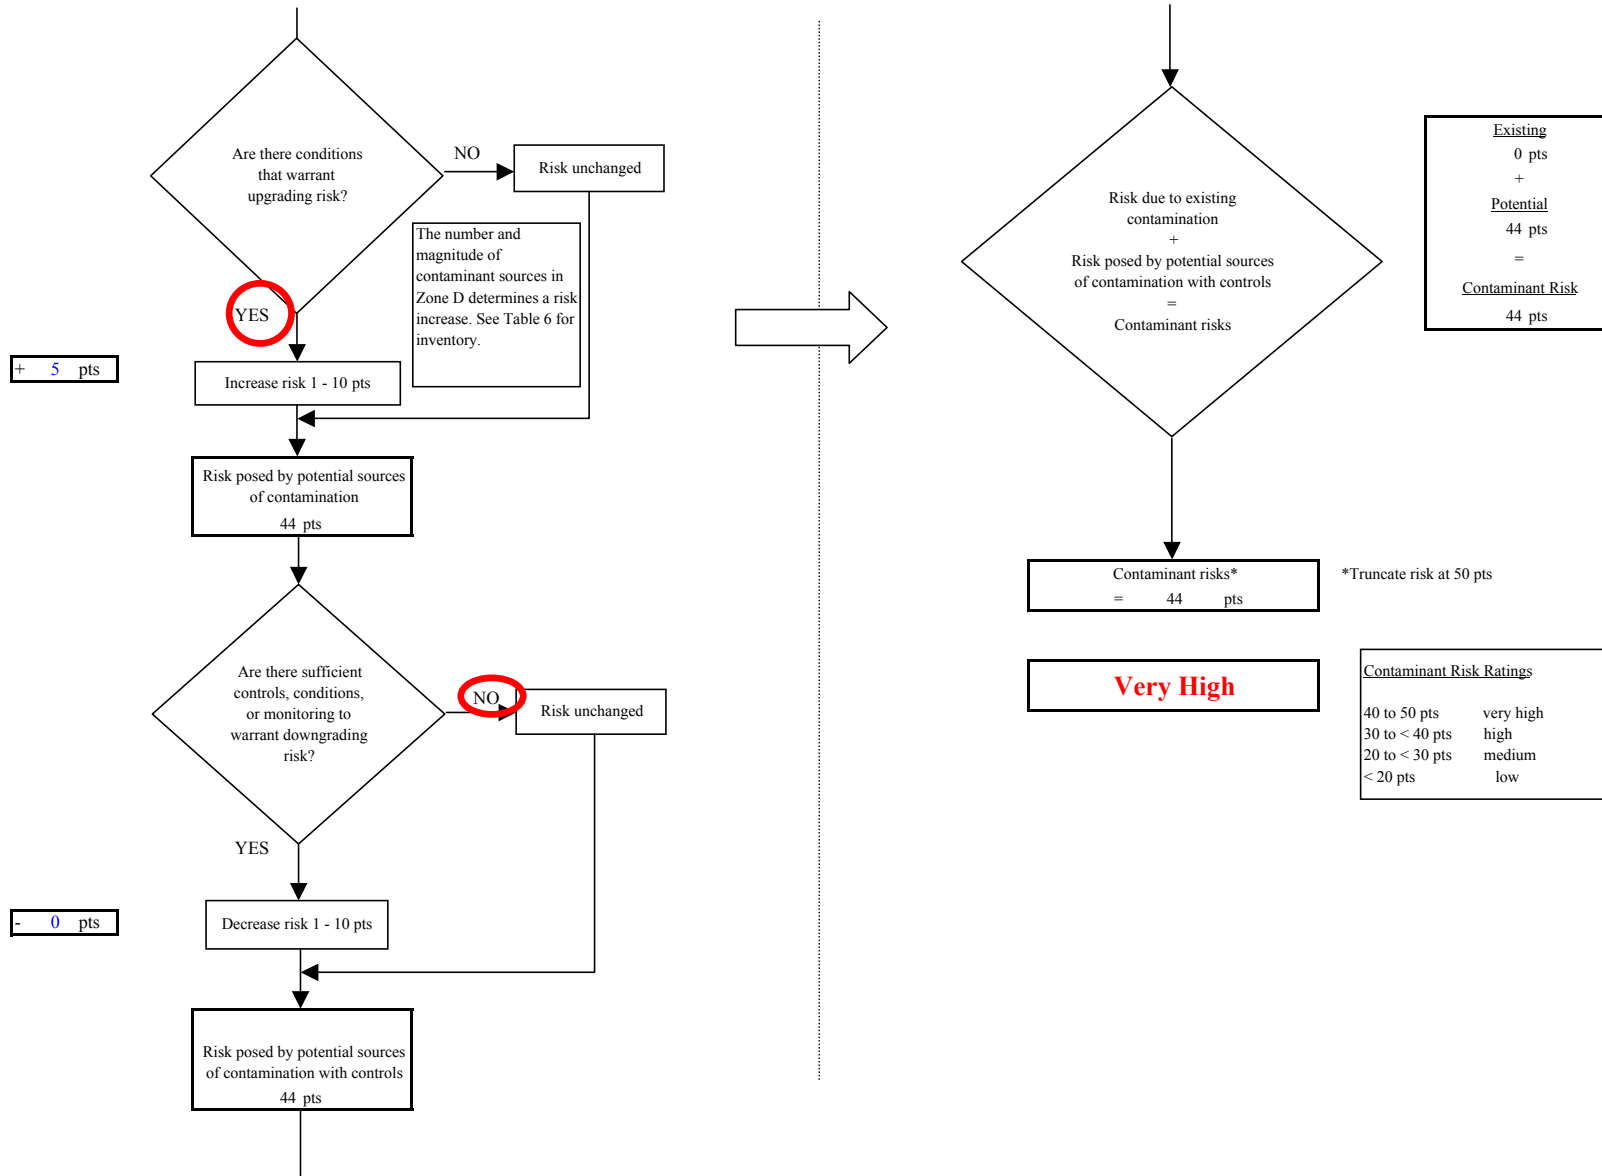 Are there conditions
that warrant
upgrading risk?
NO
Risk unchanged
The number and
magnitude of
contaminant sources in
Zone D determines a risk
increase. See Table 6 for
inventory.
YES
+ 5 pts
Increase risk 1 - 10 pts
Risk posed by potential sources
of contamination
44 pts
Are there sufficient
controls, conditions,
or monitoring to
warrant downgrading
risk?
NO
Risk unchanged
YES
- 0 pts
Decrease risk 1 - 10 pts
Risk posed by potential sources
of contamination with controls
44 pts
Risk due to existing
contamination
+
Risk posed by potential sources
of contamination with controls
=
Contaminant risks
Existing
0 pts
+
Potential
44 pts
=
Contaminant Risk
44 pts
Contaminant risks*
= 44 pts
*Truncate risk at 50 pts
Very High
Contaminant Risk Ratings
40 to 50 pts very high
30 to < 40 pts high
20 to < 30 pts medium
< 20 pts low